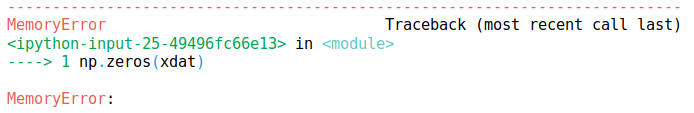 ---------------------------------------------------------------------------
MemoryError                               Traceback (most recent call last)
<ipython-input-25-49496fc66e13> in <module>
----> 1 np.zeros(xdat)
MemoryError: